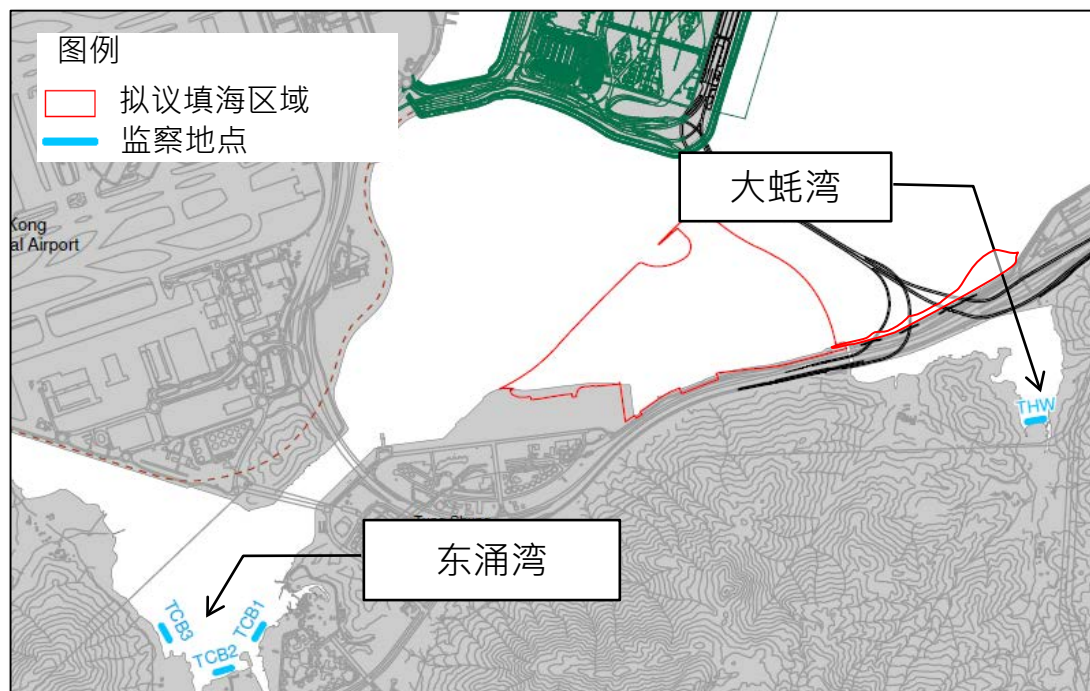 图例
拟议填海区域
监察地点
大蚝湾
Kong
al Airport
THW
东涌湾
TCB3
TCB1
TCB2